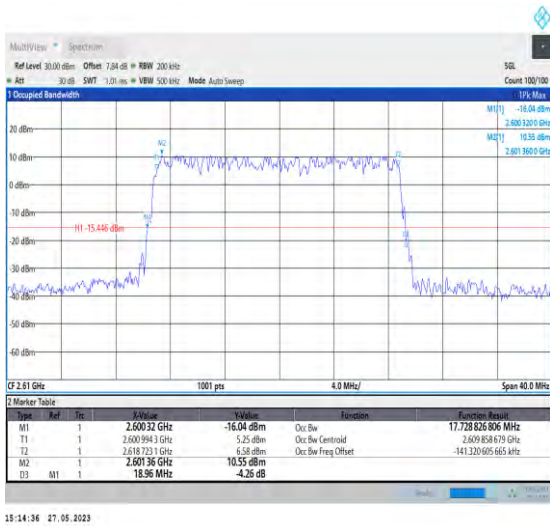 MultiView Spectrum
Ref Level 30.00 dBm Offset 7.84 dB RBW 200 kHz SGL
Att 30 dB SWT 1.01 ms VBW 500 kHz Mode Auto Sweep Count 100/100
1 Occupied Bandwidth 1Pk Max
M1[1] -16.04 dBm
2.600 320 0 GHz
M2[1] 10.55 dBm
2.601 360 0 GHz
20 dBm
M2
10 dBm
0 dBm
-10 dBm
H1 -15.446 dBm
-20 dBm
-30 dBm
-40 dBm
-50 dBm
-60 dBm
CF 2.61 GHz 1001 pts 4.0 MHz/ Span 40.0 MHz
2 Marker Table
Type Ref Trc X-Value Y-Value Function Function Result
M1 1 2.600 32 GHz -16.04 dBm Occ Bw 17.728 826 806 MHz
T1 1 2.600 994 3 GHz 5.25 dBm Occ Bw Centroid 2.609 858 679 GHz
T2 1 2.618 723 1 GHz 6.58 dBm Occ Bw Freq Offset -141.320 605 665 kHz
M2 1 2.601 36 GHz 10.55 dBm
D3 M1 1 18.96 MHz -4.26 dB
15:14:36 27.05.2023